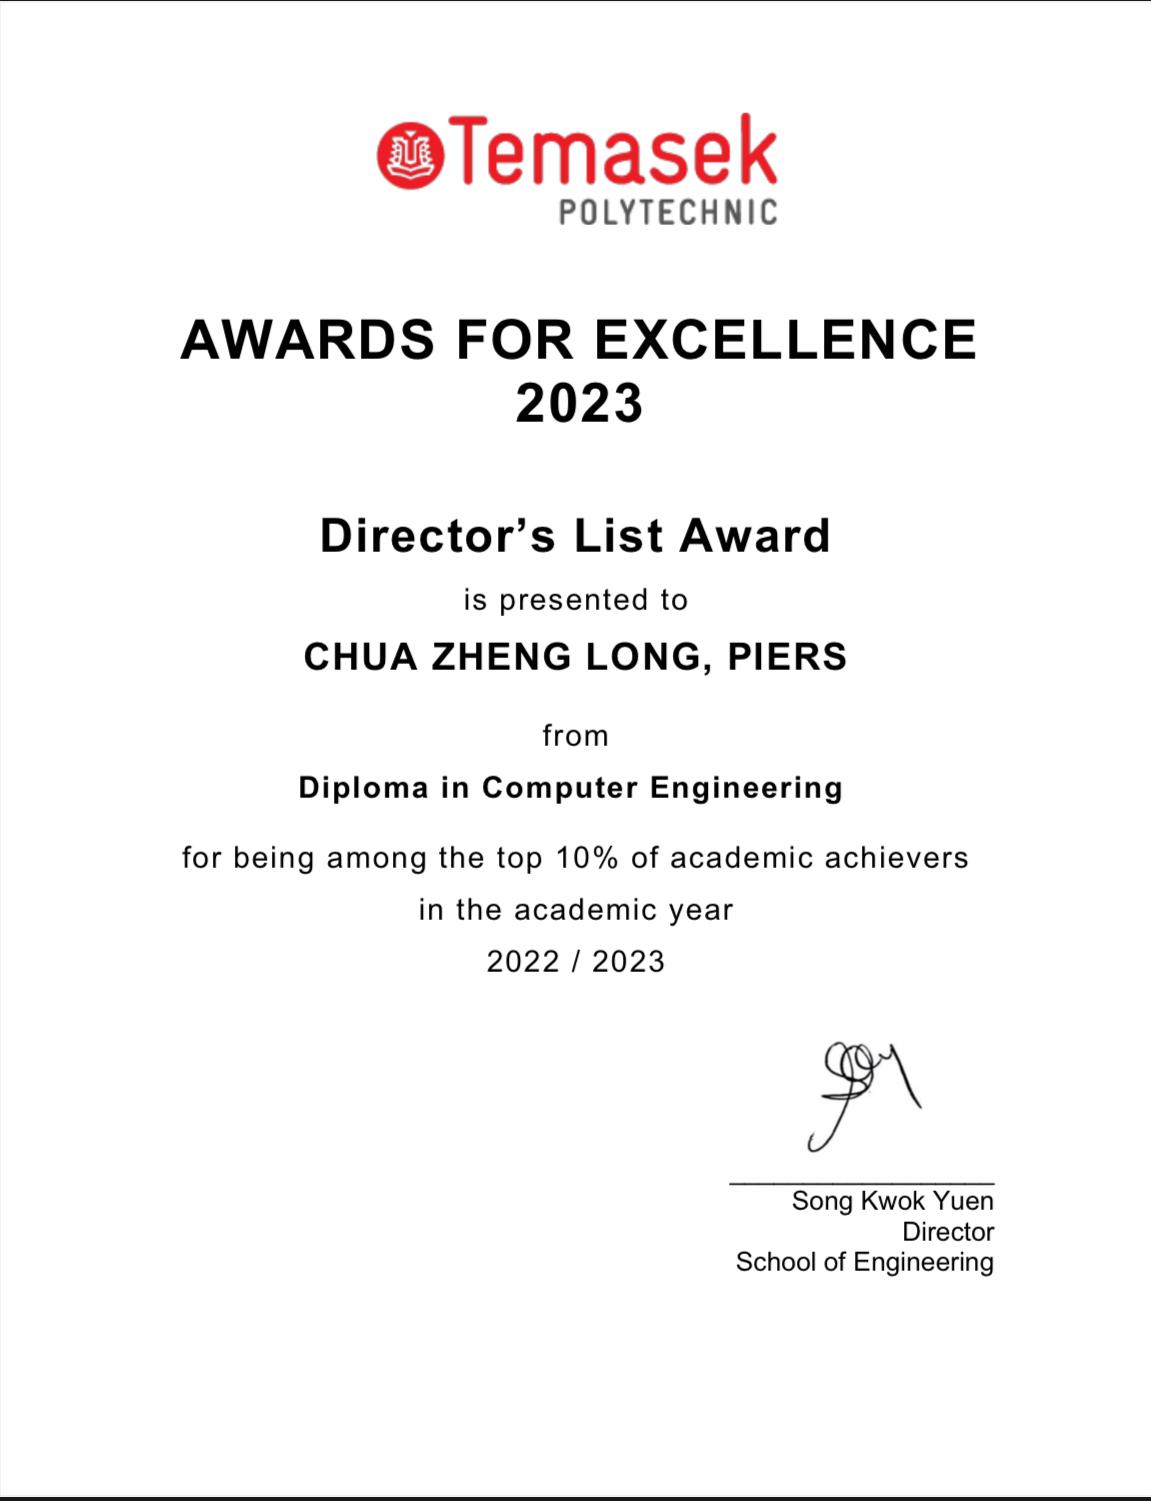 Temasek
POLYTECHNIC
AWARDS FOR EXCELLENCE
2023
Director’s List Award
is presented to
CHUA ZHENG LONG, PIERS
from
Diploma in Computer Engineering
for being among the top 10% of academic achievers
in the academic year
2022 / 2023
Song Kwok Yuen
Director
School of Engineering